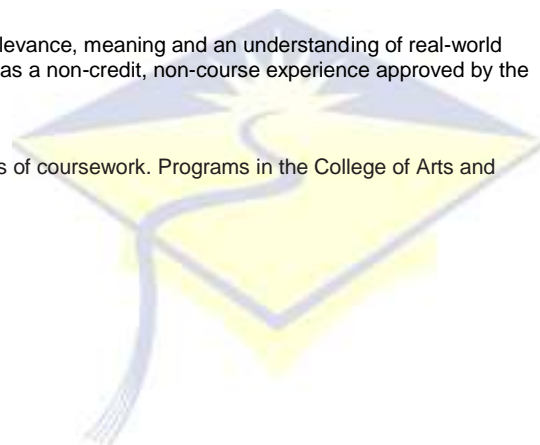 levance, meaning and an understanding of real-world
as a non-credit, non-course experience approved by the
s of coursework. Programs in the College of Arts and